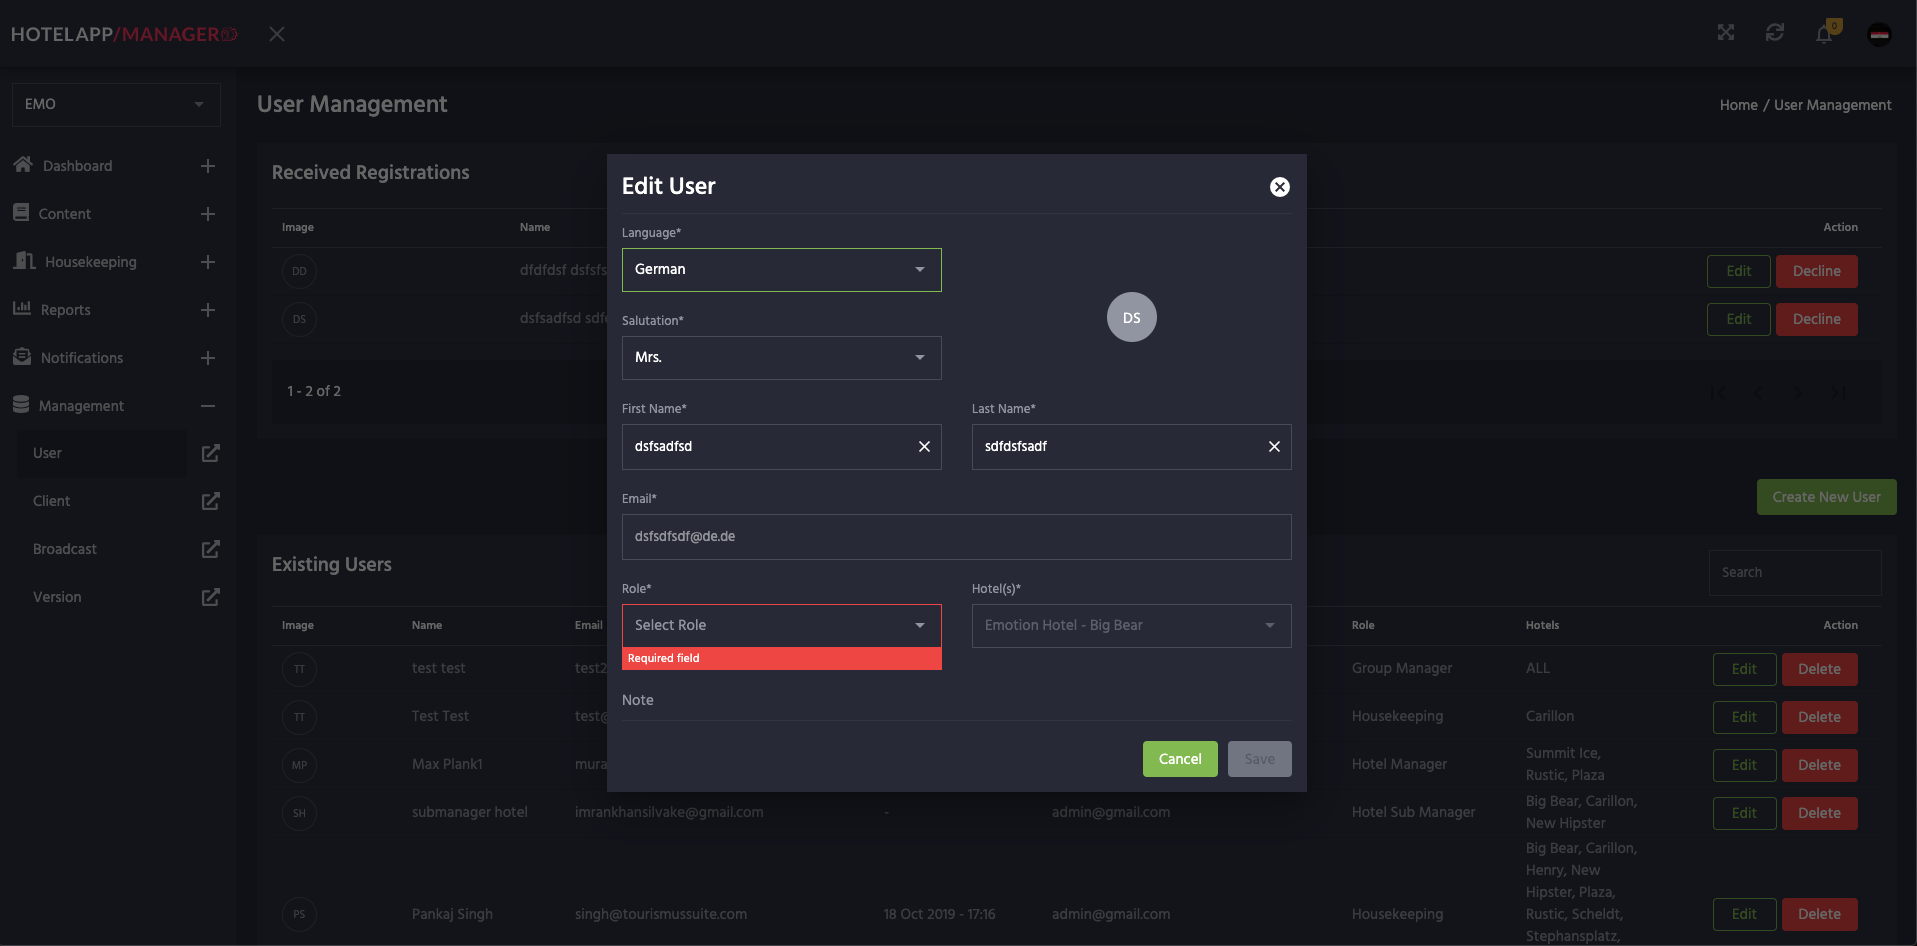 HOTELAPP/MANAGER
0
EMO
User Management
Home / User Management
Dashboard
Content
Housekeeping
Reports
Notifications
Management
User
Client
Broadcast
Version
Received Registrations
Image Name Action
DD dfdfdsf dsfsfs Edit Decline
DS dsfsadfsd sdf Edit Decline
1 - 2 of 2
Create New User
Existing Users
Search
Image Name Email Role Hotels Action
TT test test test2 Group Manager ALL Edit Delete
TT Test Test test@ Housekeeping Carillon Edit Delete
MP Max Plank1 mura Hotel Manager Summit Ice,
Rustic, Plaza Edit Delete
SH submanager hotel imrankhansilvake@gmail.com - admin@gmail.com Hotel Sub Manager Big Bear, Carillon,
New Hipster Edit Delete
PS Pankaj Singh singh@tourismussuite.com 18 Oct 2019 - 17:16 admin@gmail.com Housekeeping Big Bear, Carillon,
Henry, New
Hipster, Plaza,
Rustic, Scheldt,
Stephansplatz,
Edit Delete
Edit User
Language*
German
DS
Salutation*
Mrs.
First Name* Last Name*
dsfsadfsd sdfdsfsadf
Email*
dsfsdfsdf@de.de
Role* Hotel(s)*
Select Role Emotion Hotel - Big Bear
Required field
Note
Cancel Save